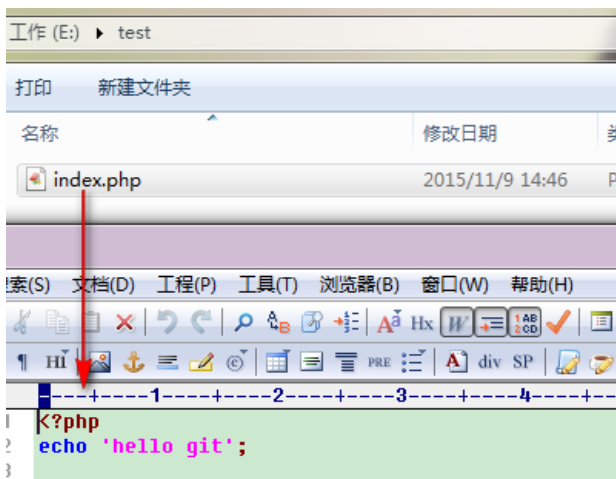 工作 (E:) ▸ test
打印 新建文件夹
名称 修改日期
index.php 2015/11/9 14:46 P
搜索(S) 文档(D) 工程(P) 工具(T) 浏览器(B) 窗口(W) 帮助(H)
Hx W
¶ HI PRE A div SP
----+----1----+----2----+----3----+----4----+--
1 <?php
2 echo 'hello git';
3